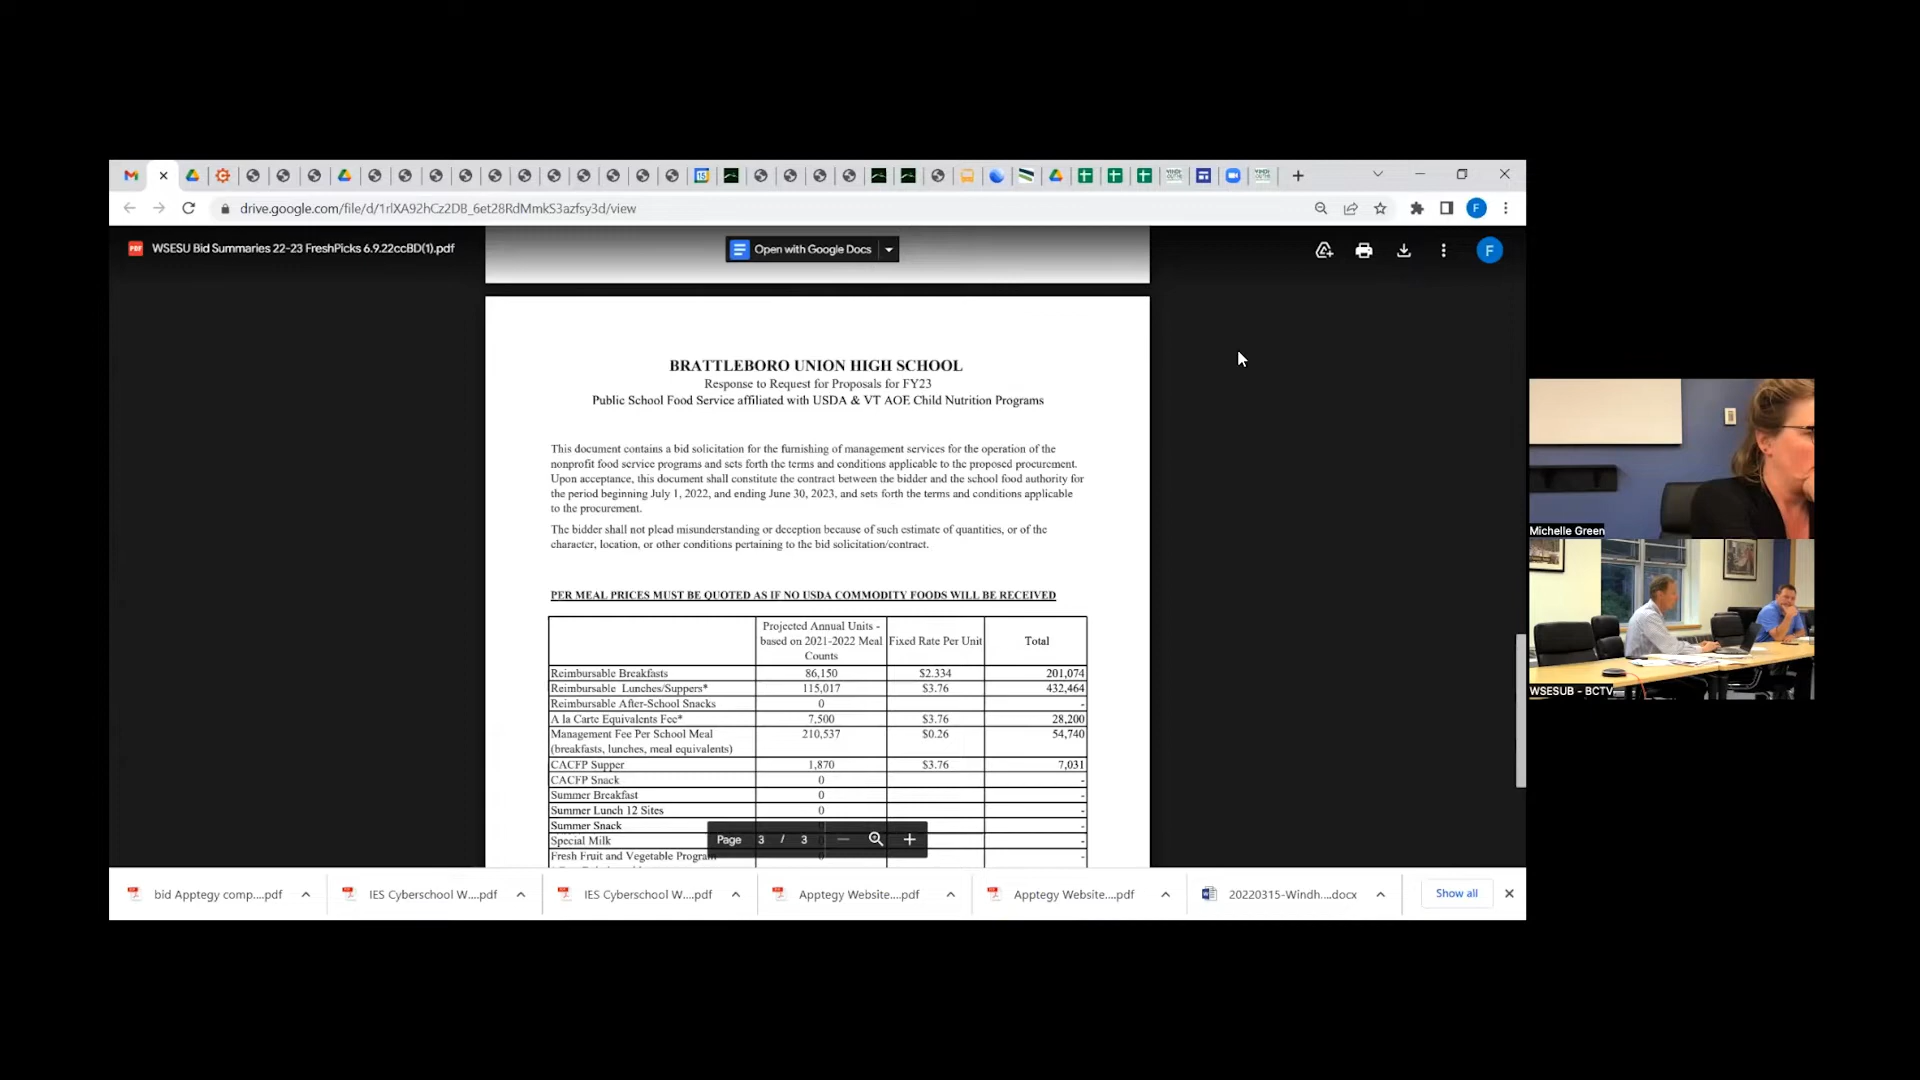 drive.google.com/file/d/1rlXA92hCz2DB_6et28RdMmkS3azfsy3d/view
WSESU Bid Summaries 22-23 FreshPicks 6.9.22ccBD(1).pdf
Open with Google Docs
F
F
BRATTLEBORO UNION HIGH SCHOOL
Response to Request for Proposals for FY23
Public School Food Service affiliated with USDA & VT AOE Child Nutrition Programs
This document contains a bid solicitation for the furnishing of management services for the operation of the
nonprofit food service programs and sets forth the terms and conditions applicable to the proposed procurement.
Upon acceptance, this document shall constitute the contract between the bidder and the school food authority for
the period beginning July 1, 2022, and ending June 30, 2023, and sets forth the terms and conditions applicable
to the procurement.
The bidder shall not plead misunderstanding or deception because of such estimate of quantities, or of the
character, location, or other conditions pertaining to the bid solicitation/contract.
PER MEAL PRICES MUST BE QUOTED AS IF NO USDA COMMODITY FOODS WILL BE RECEIVED
Projected Annual Units -
based on 2021-2022 Meal
Counts
Fixed Rate Per Unit
Total
Reimbursable Breakfasts 86,150 $2.334 201,074
Reimbursable Lunches/Suppers* 115,017 $3.76 432,464
Reimbursable After-School Snacks 0 -
A la Carte Equivalents Fee* 7,500 $3.76 28,200
Management Fee Per School Meal 210,537 $0.26 54,740
(breakfasts, lunches, meal equivalents)
CACFP Supper 1,870 $3.76 7,031
CACFP Snack 0 -
Summer Breakfast 0 -
Summer Lunch 12 Sites 0 -
Summer Snack -
Special Milk -
Fresh Fruit and Vegetable Program -
Page 3 / 3
bid Apptegy comp....pdf
IES Cyberschool W....pdf
IES Cyberschool W....pdf
Apptegy Website....pdf
Apptegy Website....pdf
20220315-Windh....docx
Show all
Michelle Green
WSESUB - BCTV